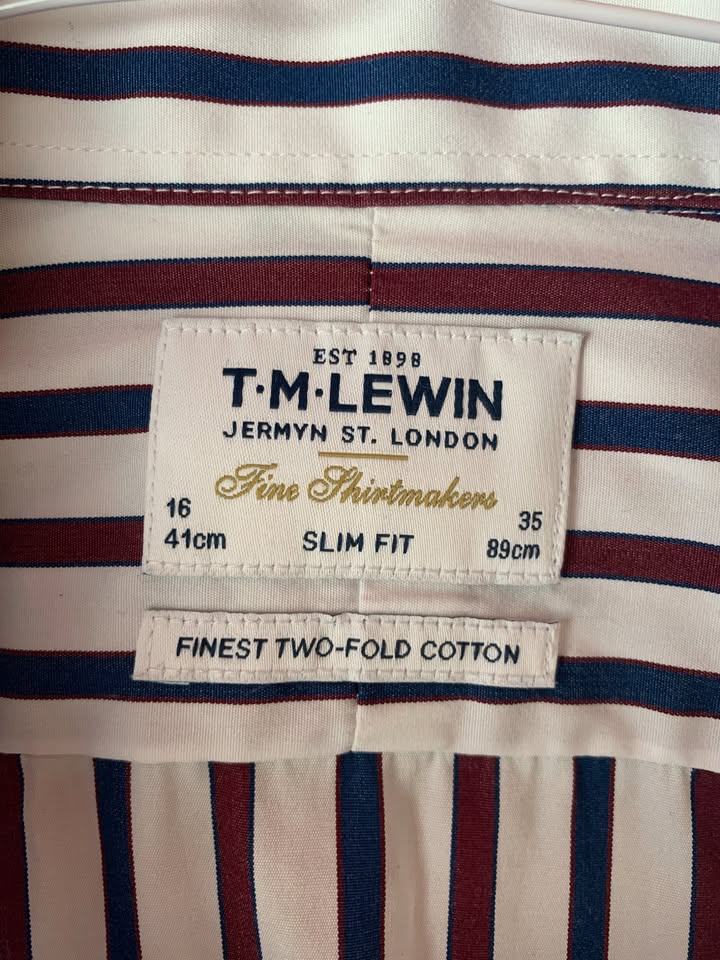 EST 1898
T·M·LEWIN
JERMYN ST. LONDON
Fine Shirtmakers
16 35
41cm SLIM FIT 89cm
FINEST TWO-FOLD COTTON